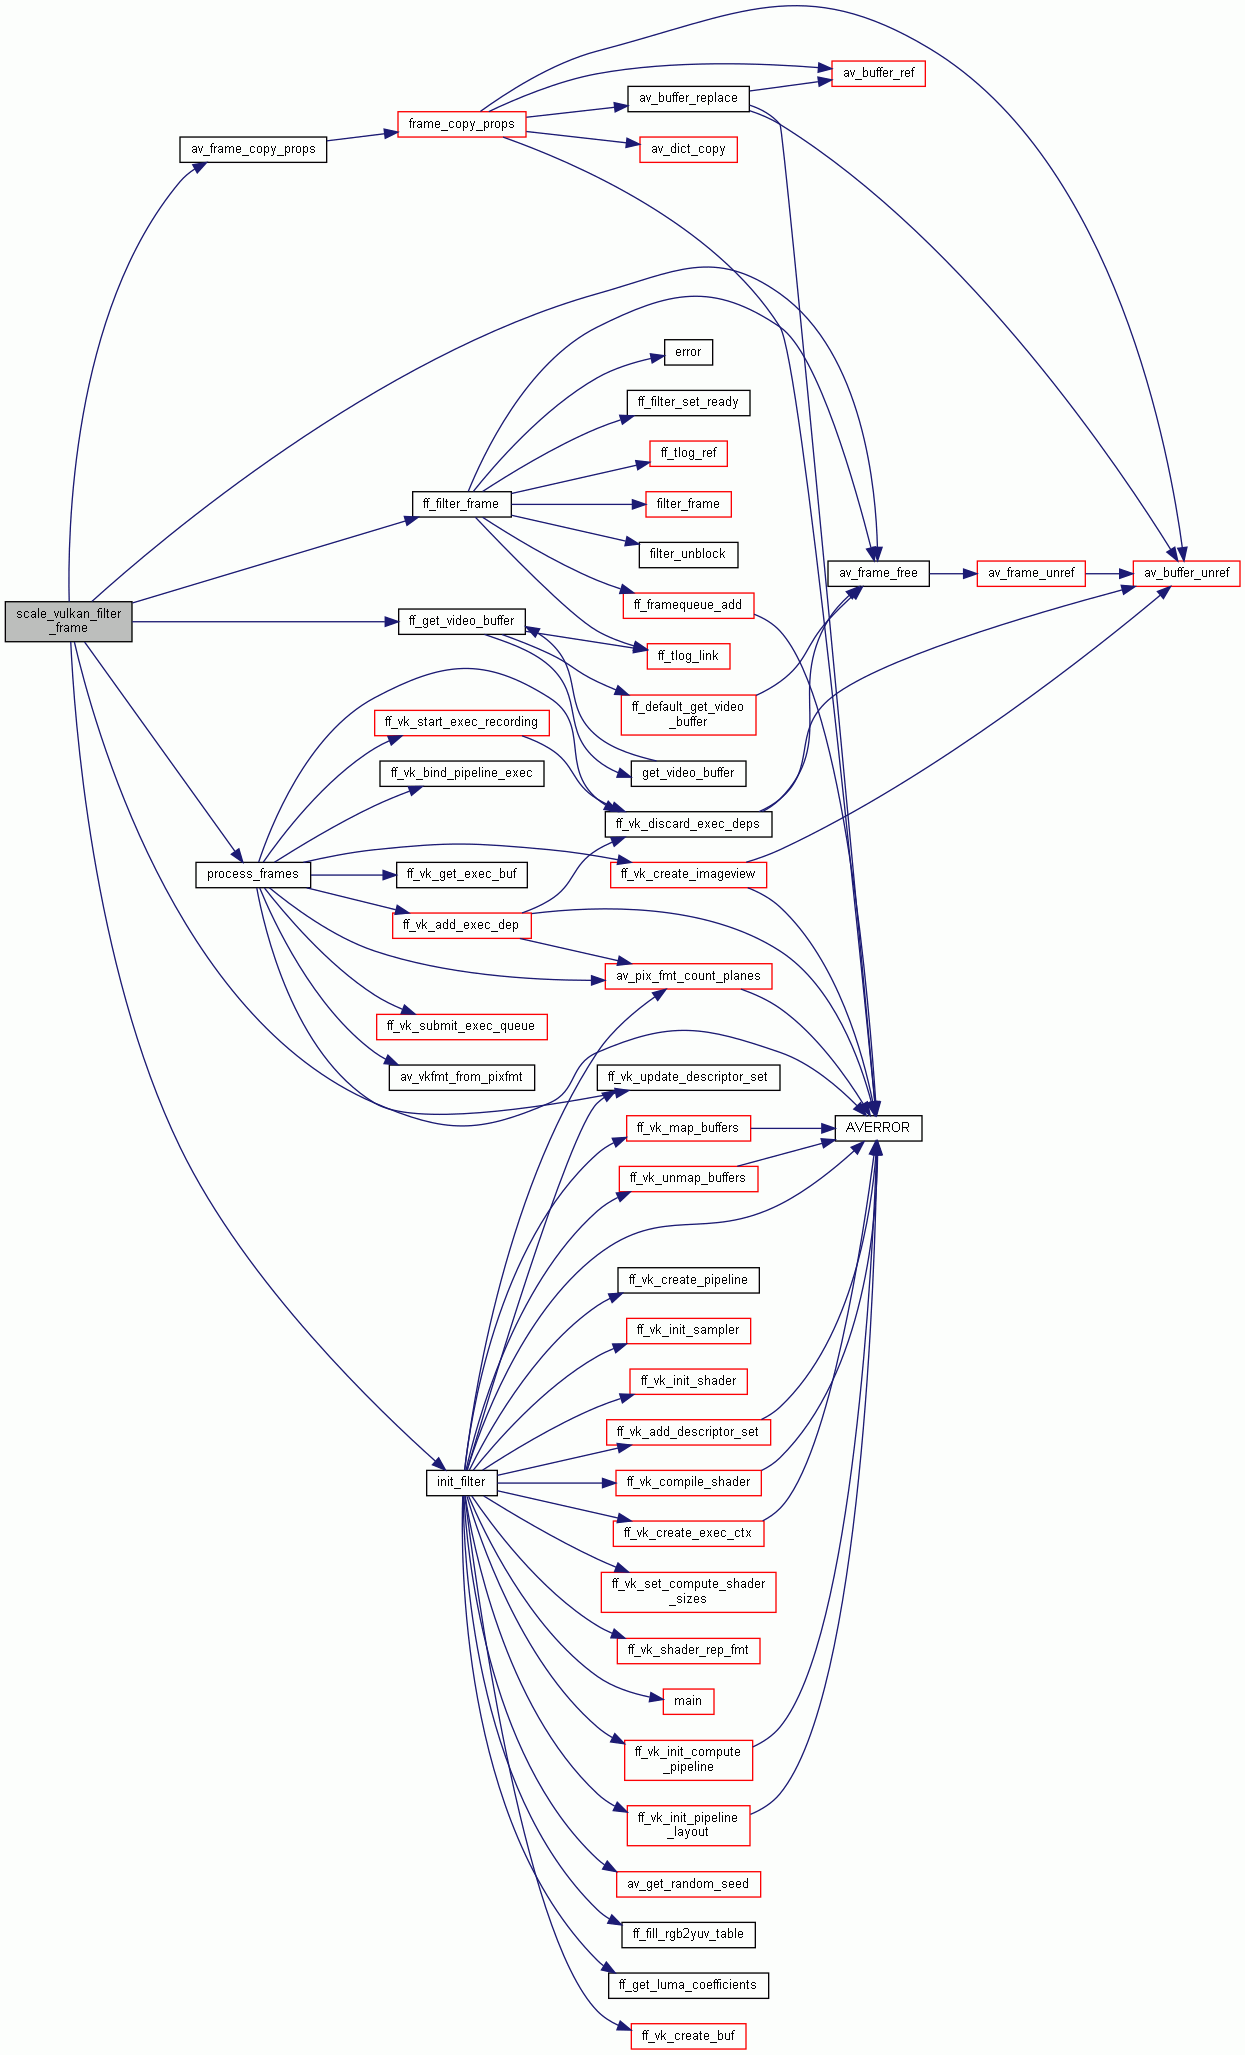 av_buffer_ref
av_buffer_replace
frame_copy_props
av_frame_copy_props
av_dict_copy
error
ff_filter_set_ready
ff_tlog_ref
ff_filter_frame
filter_frame
filter_unblock
av_frame_free
av_frame_unref
av_buffer_unref
ff_framequeue_add
scale_vulkan_filter
_frame
ff_get_video_buffer
ff_tlog_link
ff_default_get_video
_buffer
ff_vk_start_exec_recording
ff_vk_bind_pipeline_exec
get_video_buffer
ff_vk_discard_exec_deps
process_frames
ff_vk_get_exec_buf
ff_vk_create_imageview
ff_vk_add_exec_dep
av_pix_fmt_count_planes
ff_vk_submit_exec_queue
av_vkfmt_from_pixfmt
ff_vk_update_descriptor_set
ff_vk_map_buffers
AVERROR
ff_vk_unmap_buffers
ff_vk_create_pipeline
ff_vk_init_sampler
ff_vk_init_shader
ff_vk_add_descriptor_set
init_filter
ff_vk_compile_shader
ff_vk_create_exec_ctx
ff_vk_set_compute_shader
_sizes
ff_vk_shader_rep_fmt
main
ff_vk_init_compute
_pipeline
ff_vk_init_pipeline
_layout
av_get_random_seed
ff_fill_rgb2yuv_table
ff_get_luma_coefficients
ff_vk_create_buf